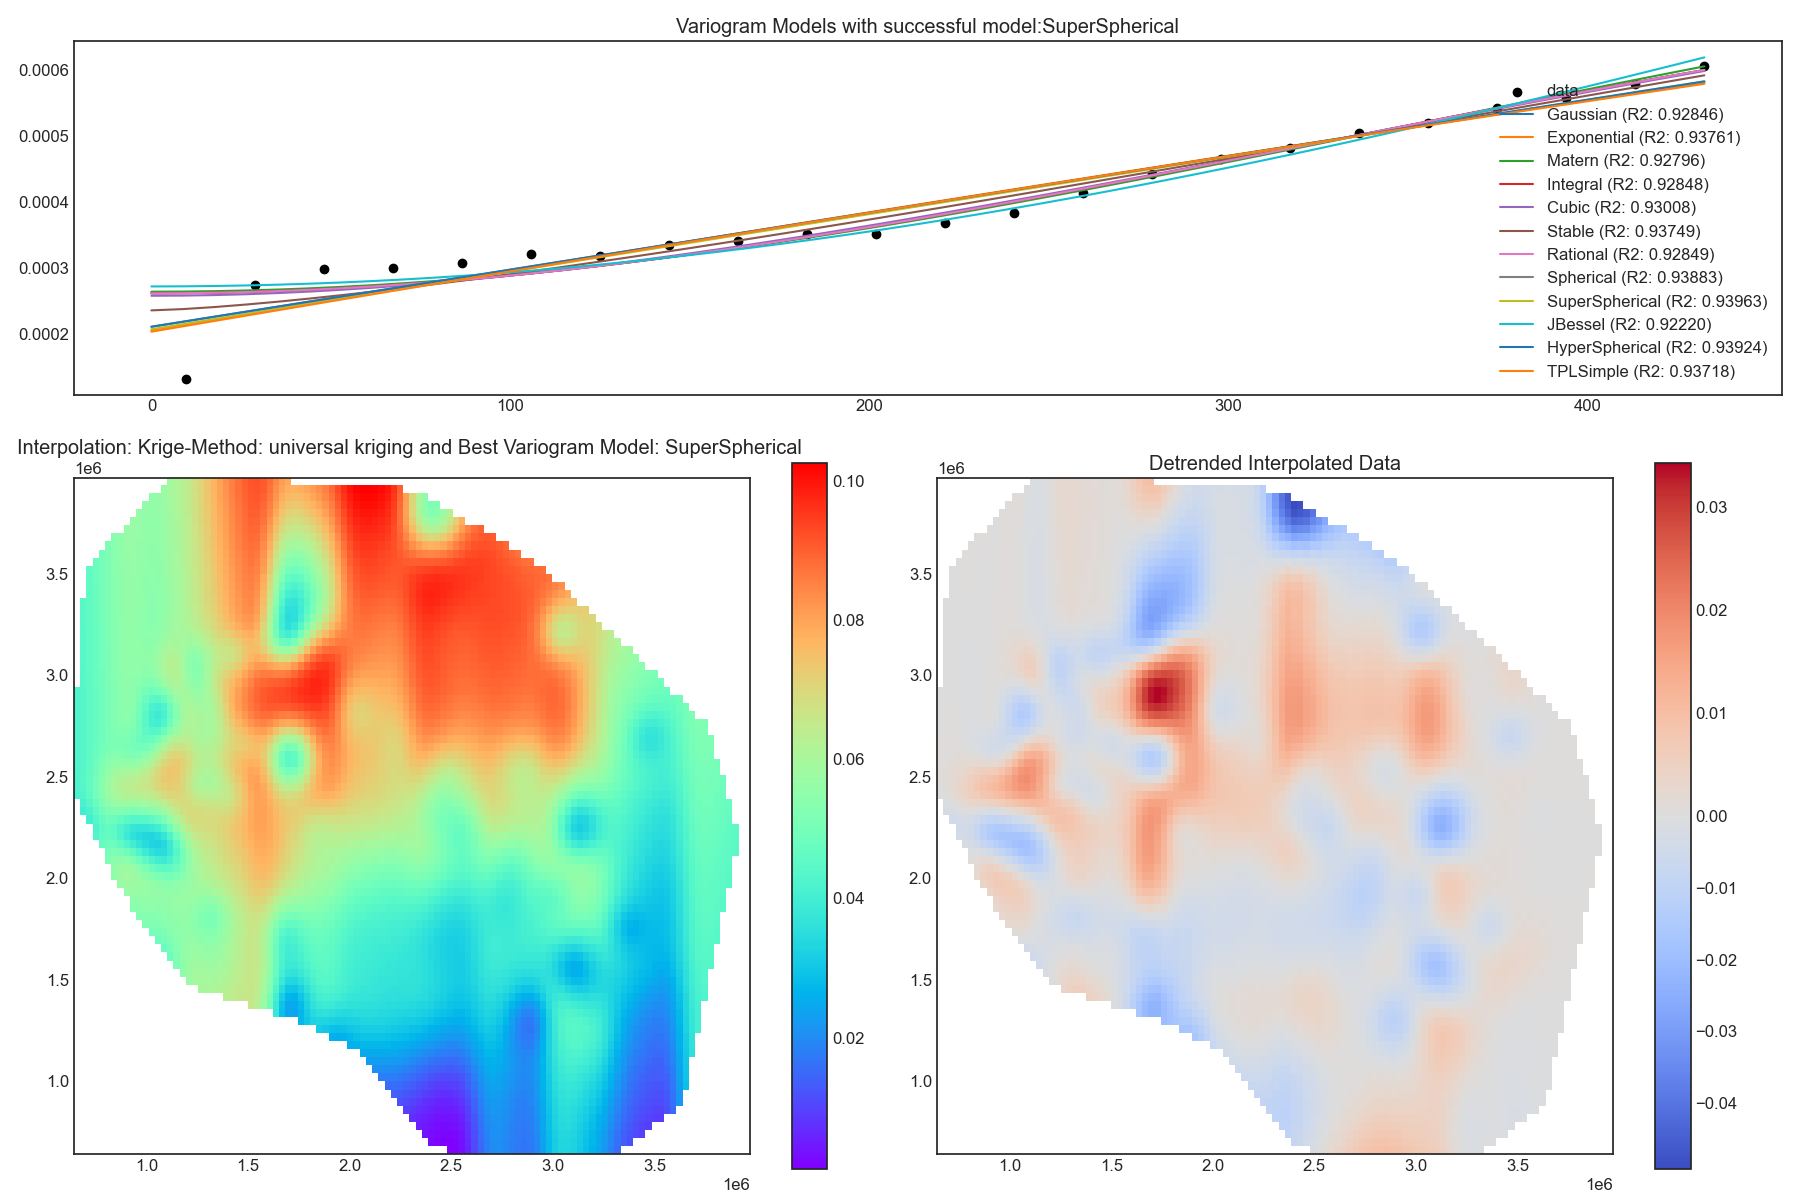 Variogram Models with successful model:SuperSpherical
0.0006
0.0005
0.0004
0.0003
0.0002
data
Gaussian (R2: 0.92846)
Exponential (R2: 0.93761)
Matern (R2: 0.92796)
Integral (R2: 0.92848)
Cubic (R2: 0.93008)
Stable (R2: 0.93749)
Rational (R2: 0.92849)
Spherical (R2: 0.93883)
SuperSpherical (R2: 0.93963)
JBessel (R2: 0.92220)
HyperSpherical (R2: 0.93924)
TPLSimple (R2: 0.93718)
0 100 200 300 400
Interpolation: Krige-Method: universal kriging and Best Variogram Model: SuperSpherical
1e6
3.5
3.0
2.5
2.0
1.5
1.0
1.0 1.5 2.0 2.5 3.0 3.5
1e6
0.10
0.08
0.06
0.04
0.02
Detrended Interpolated Data
1e6
3.5
3.0
2.5
2.0
1.5
1.0
1.0 1.5 2.0 2.5 3.0 3.5
1e6
0.03
0.02
0.01
0.00
−0.01
−0.02
−0.03
−0.04